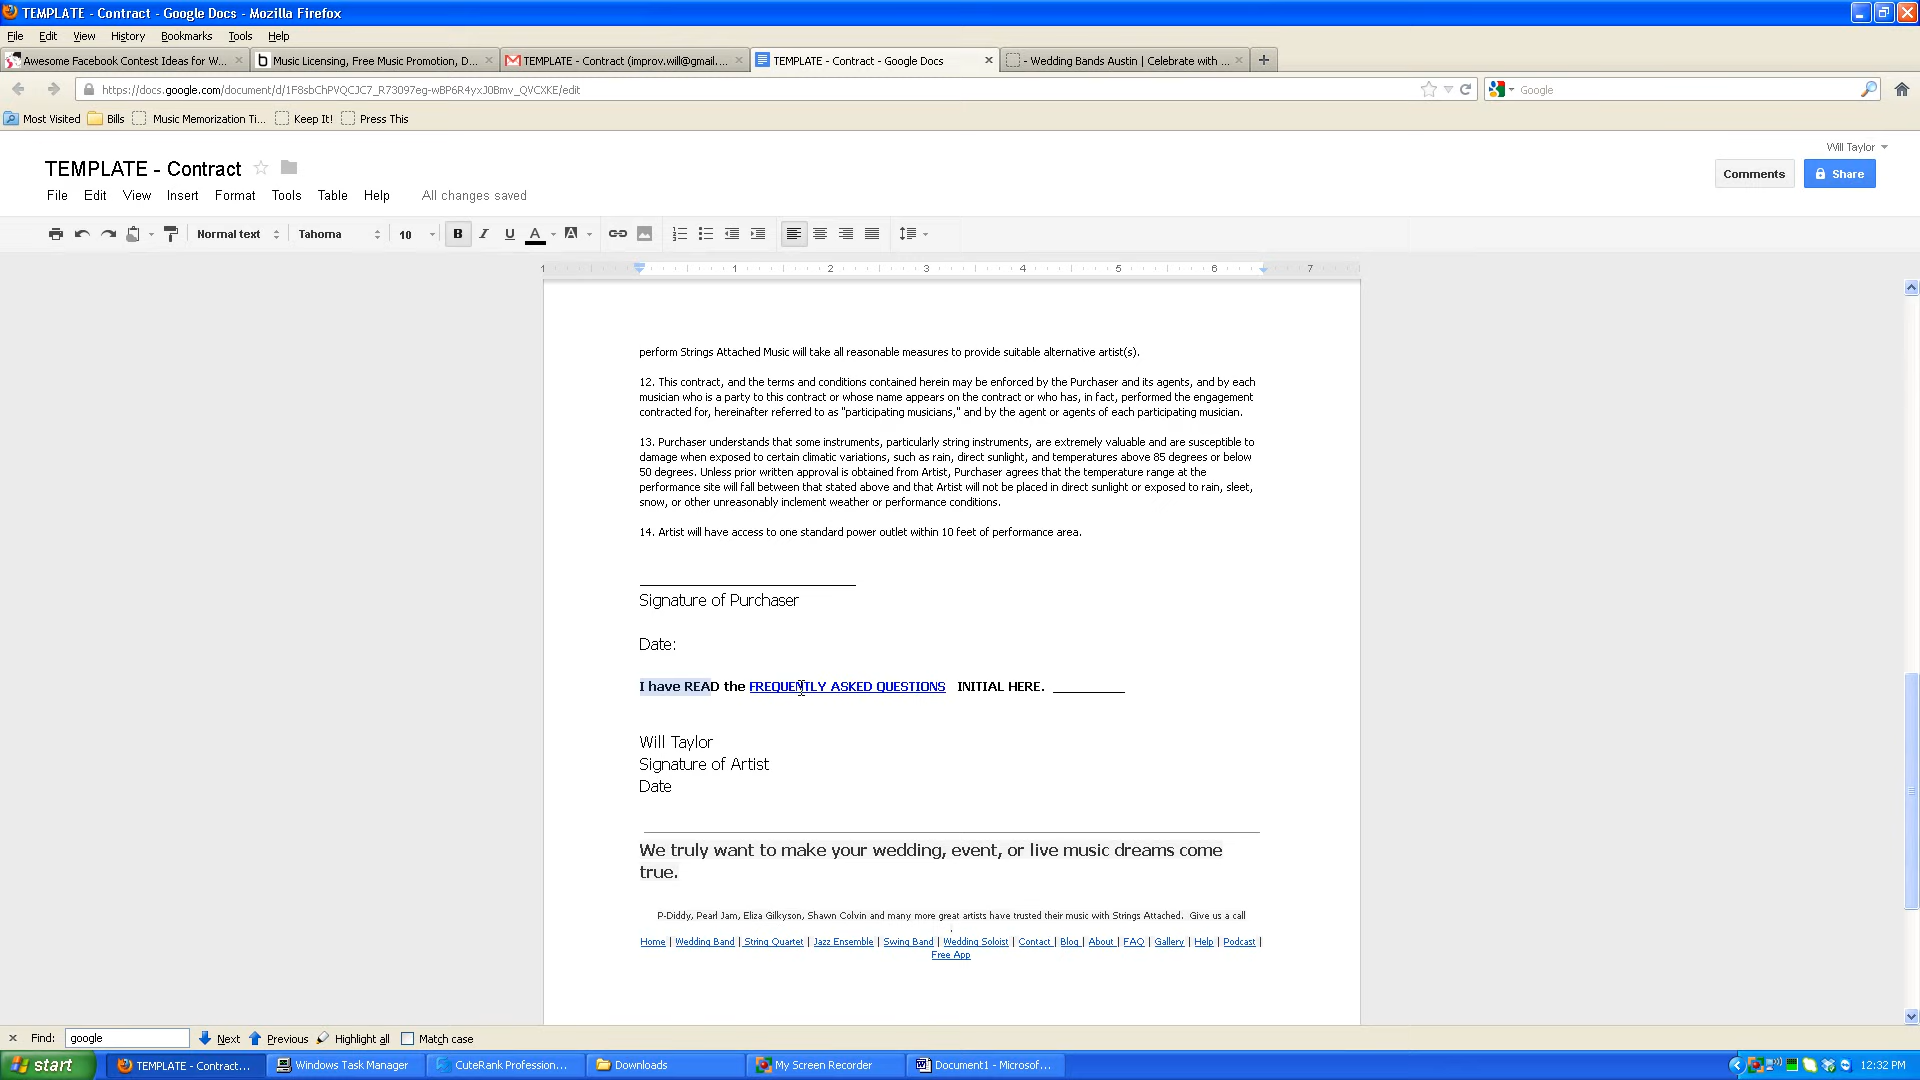 TEMPLATE - Contract - Google Docs - Mozilla Firefox
File Edit View History Bookmarks Tools Help
Awesome Facebook Contest Ideas for W... Music Licensing, Free Music Promotion, D... TEMPLATE - Contract (improv.will@gmail.... TEMPLATE - Contract - Google Docs - Wedding Bands Austin | Celebrate with ...
https://docs.google.com/document/d/1F8sbChPVQCJC7_R73097eg-wBP6R4yxJ0Bmv_QVCXKE/edit Google
Most Visited Bills Music Memorization Ti... Keep It! Press This
Will Taylor
TEMPLATE - Contract
Comments Share
File Edit View Insert Format Tools Table Help All changes saved
Normal text Tahoma 10 B I U A A
1 1 2 3 4 5 6 7
perform Strings Attached Music will take all reasonable measures to provide suitable alternative artist(s).
12. This contract, and the terms and conditions contained herein may be enforced by the Purchaser and its agents, and by each
musician who is a party to this contract or whose name appears on the contract or who has, in fact, performed the engagement
contracted for, hereinafter referred to as "participating musicians," and by the agent or agents of each participating musician.
13. Purchaser understands that some instruments, particularly string instruments, are extremely valuable and are susceptible to
damage when exposed to certain climatic variations, such as rain, direct sunlight, and temperatures above 85 degrees or below
50 degrees. Unless prior written approval is obtained from Artist, Purchaser agrees that the temperature range at the
performance site will fall between that stated above and that Artist will not be placed in direct sunlight or exposed to rain, sleet,
snow, or other unreasonably inclement weather or performance conditions.
14. Artist will have access to one standard power outlet within 10 feet of performance area.
Signature of Purchaser
Date:
I have READ the FREQUENTLY ASKED QUESTIONS INITIAL HERE. __________
Will Taylor
Signature of Artist
Date
We truly want to make your wedding, event, or live music dreams come
true.
P-Diddy, Pearl Jam, Eliza Gilkyson, Shawn Colvin and many more great artists have trusted their music with Strings Attached. Give us a call
.
Home | Wedding Band | String Quartet | Jazz Ensemble | Swing Band | Wedding Soloist | Contact | Blog | About | FAQ | Gallery | Help | Podcast |
Free App
Find: google Next Previous Highlight all Match case
start TEMPLATE - Contract... Windows Task Manager CuteRank Profession... Downloads My Screen Recorder Document1 - Microsof... 12:32 PM